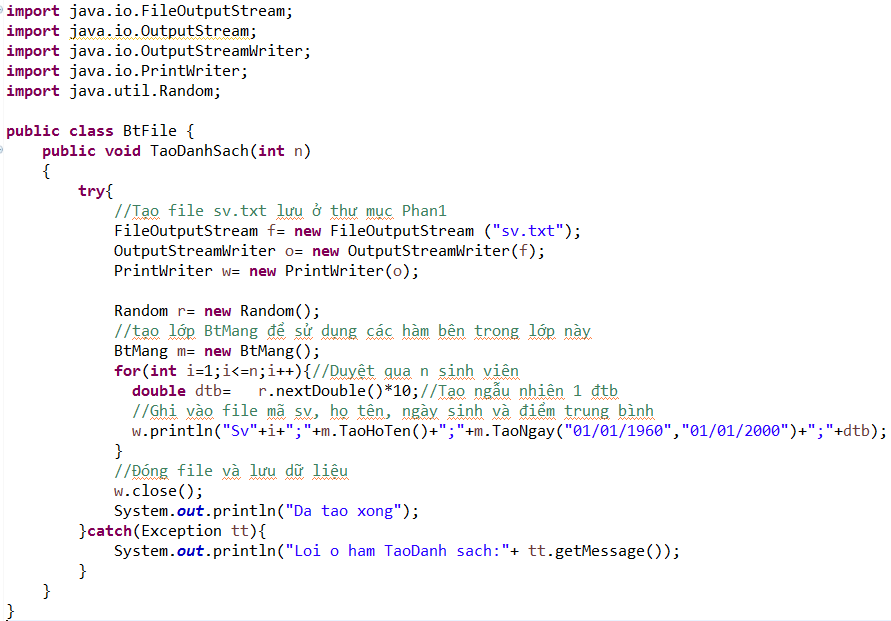 import java.io.FileOutputStream;
import java.io.OutputStream;
import java.io.OutputStreamWriter;
import java.io.PrintWriter;
import java.util.Random;

public class BtFile {
    public void TaoDanhSach(int n)
    {
        try{
            //Tạo file sv.txt lưu ở thư mục Phan1
            FileOutputStream f= new FileOutputStream ("sv.txt");
            OutputStreamWriter o= new OutputStreamWriter(f);
            PrintWriter w= new PrintWriter(o);

            Random r= new Random();
            //tạo lớp BtMang để sử dụng các hàm bên trong lớp này
            BtMang m= new BtMang();
            for(int i=1;i<=n;i++){//Duyệt qua n sinh viên
              double dtb=   r.nextDouble()*10;//Tạo ngẫu nhiên 1 đtb
              //Ghi vào file mã sv, họ tên, ngày sinh và điểm trung bình
              w.println("Sv"+i+";"+m.TaoHoTen()+";"+m.TaoNgay("01/01/1960","01/01/2000")+";"+dtb);
            }
            //Đóng file và lưu dữ liệu
            w.close();
            System.out.println("Da tao xong");
        }catch(Exception tt){
            System.out.println("Loi o ham TaoDanh sach:"+ tt.getMessage());
        }
    }
}